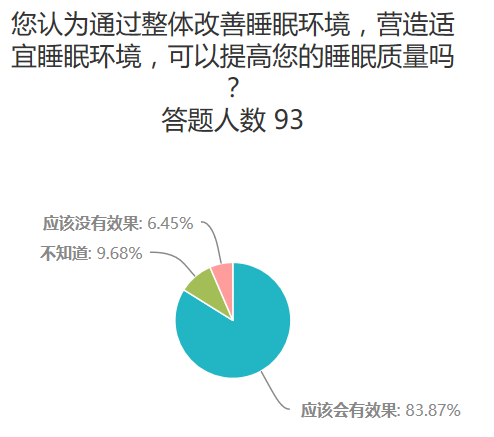 您认为通过整体改善睡眠环境，营造适
宜睡眠环境，可以提高您的睡眠质量吗
？
答题人数 93
应该没有效果: 6.45%
不知道: 9.68%
应该会有效果: 83.87%